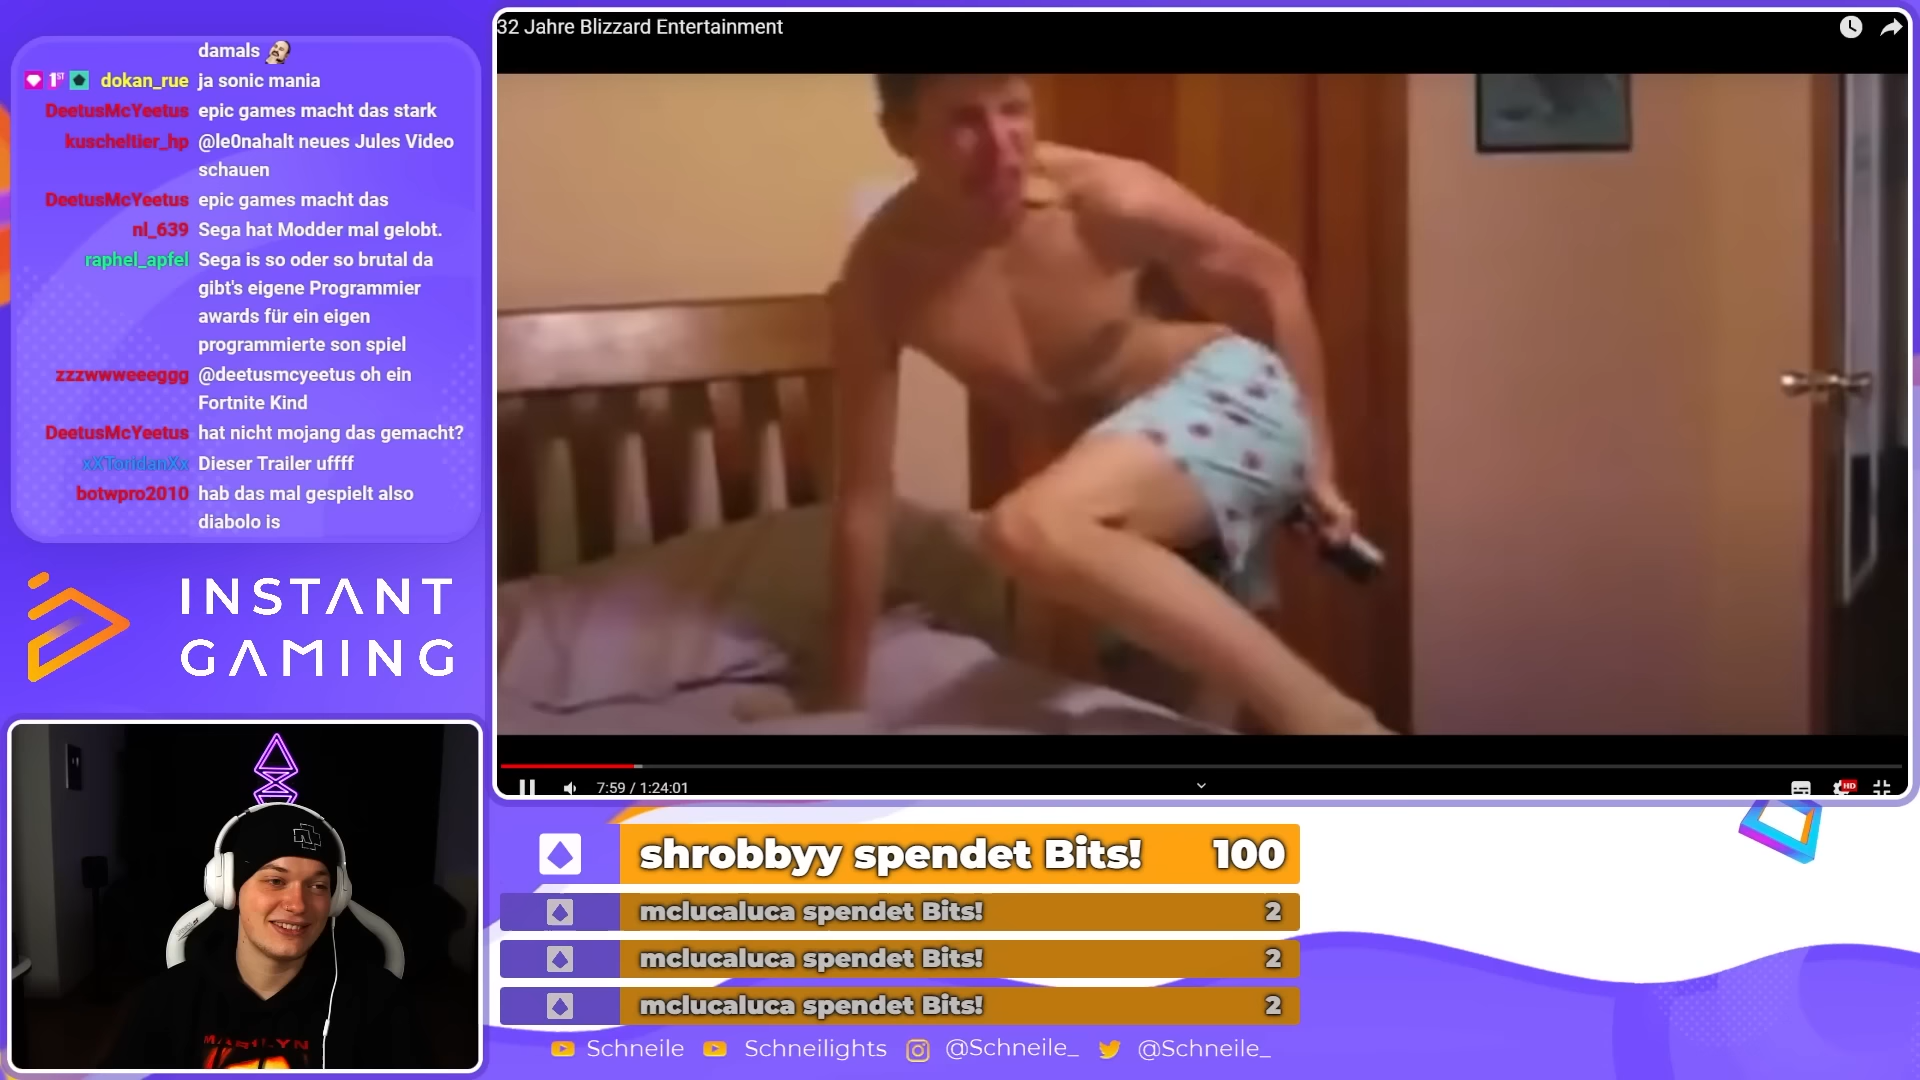 32 Jahre Blizzard Entertainment
damals
1ST dokan_rue ja sonic mania
DeetusMcYeetus epic games macht das stark
kuscheltier_hp @le0nahalt neues Jules Video
schauen
DeetusMcYeetus epic games macht das
nl_639 Sega hat Modder mal gelobt.
raphel_apfel Sega is so oder so brutal da
gibt's eigene Programmier
awards für ein eigen
programmierte son spiel
zzzwwweeeggg @deetusmcyeetus oh ein
Fortnite Kind
DeetusMcYeetus hat nicht mojang das gemacht?
xXToridanXx Dieser Trailer uffff
botwpro2010 hab das mal gespielt also
diabolo is
INSTANT
GAMING
7:59 / 1:24:01
HD
shrobbyy spendet Bits! 100
mclucaluca spendet Bits! 2
mclucaluca spendet Bits! 2
mclucaluca spendet Bits! 2
MARILYN
Schneile Schneilights @Schneile_ @Schneile_